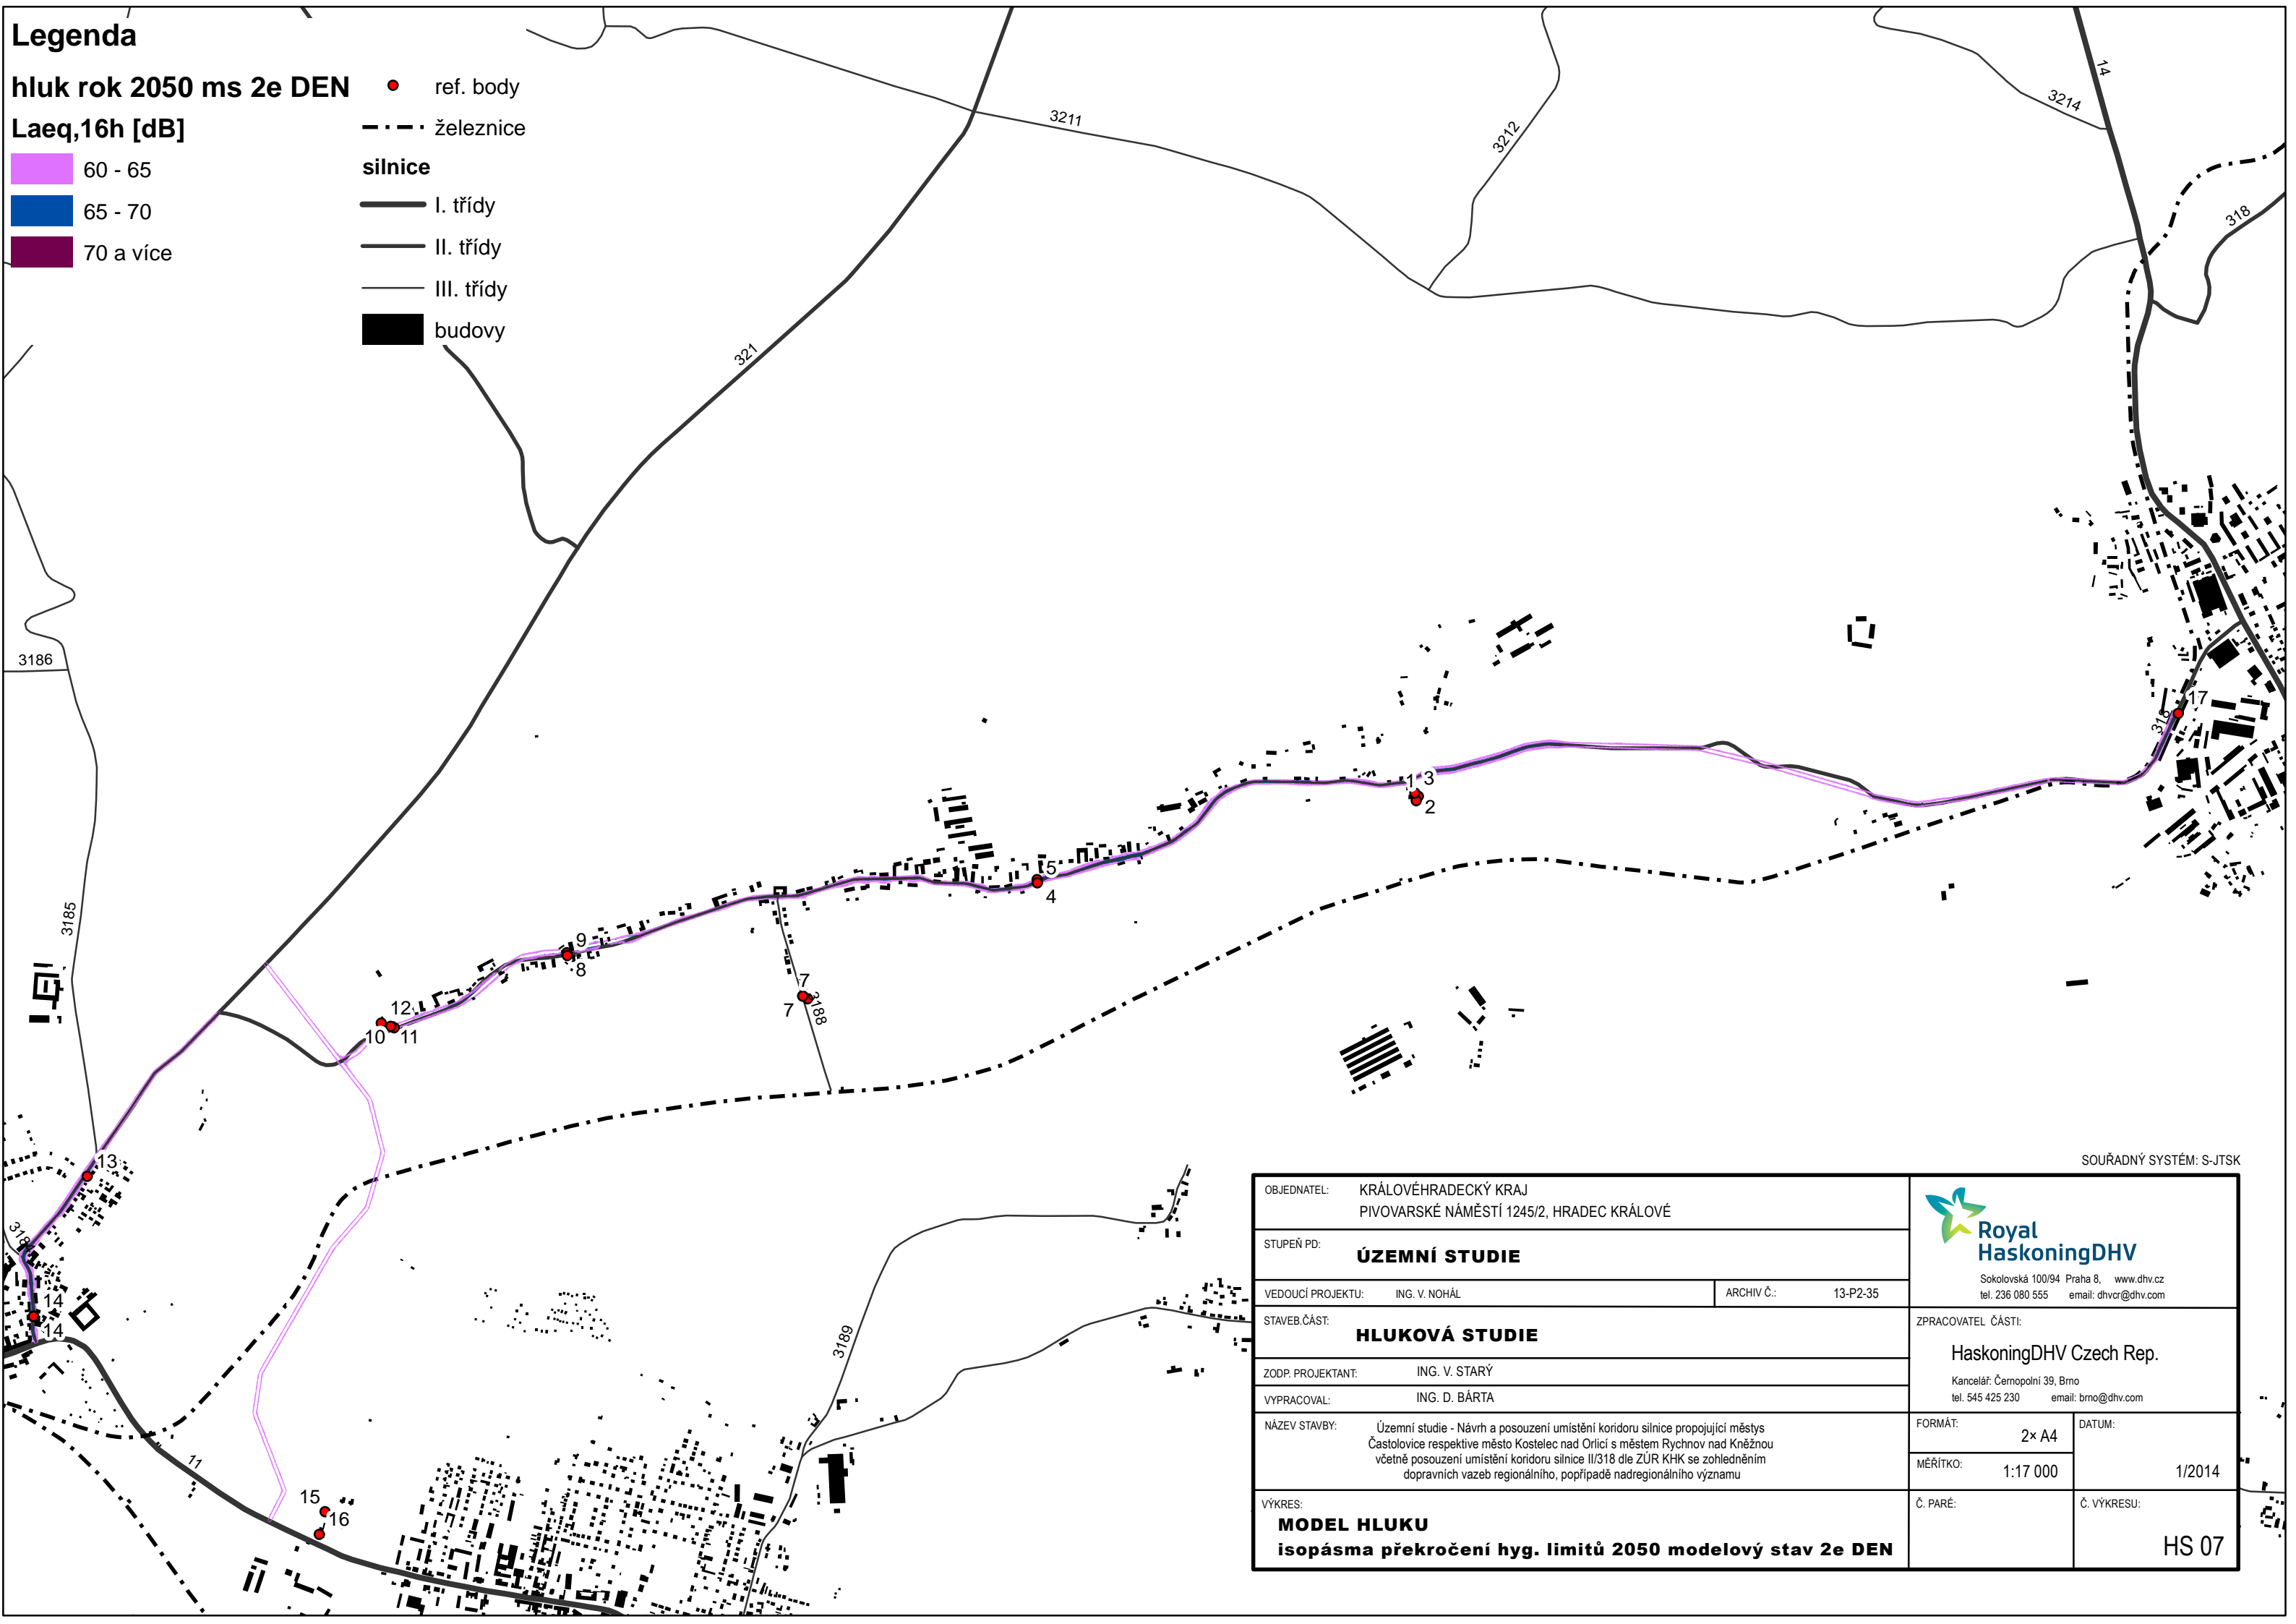 Legenda
hluk rok 2050 ms 2e DEN
Laeq,16h [dB]
60 - 65
65 - 70
70 a více
ref. body
železnice
silnice
I. třídy
II. třídy
III. třídy
budovy
14
3214
3211
3212
318
321
3186
17
318
1
3
2
5
4
3185
9
8
7
7
3188
12
10
11
13
14
14
3189
11
15
16
SOUŘADNÝ SYSTÉM: S-JTSK
OBJEDNATEL: KRÁLOVÉHRADECKÝ KRAJ
PIVOVARSKÉ NÁMĚSTÍ 1245/2, HRADEC KRÁLOVÉ
STUPEŇ PD: ÚZEMNÍ STUDIE
VEDOUCÍ PROJEKTU: ING. V. NOHÁL
ARCHIV Č.: 13-P2-35
STAVEB.ČÁST: HLUKOVÁ STUDIE
ZODP. PROJEKTANT: ING. V. STARÝ
VYPRACOVAL: ING. D. BÁRTA
NÁZEV STAVBY: Územní studie - Návrh a posouzení umístění koridoru silnice propojující městys
Častolovice respektive město Kostelec nad Orlicí s městem Rychnov nad Kněžnou
včetně posouzení umístění koridoru silnice II/318 dle ZÚR KHK se zohledněním
dopravních vazeb regionálního, popřípadě nadregionálního významu
VÝKRES:
MODEL HLUKU
isopásma překročení hyg. limitů 2050 modelový stav 2e DEN
Royal
HaskoningDHV
Sokolovská 100/94 Praha 8, www.dhv.cz
tel. 236 080 555 email: dhvcr@dhv.com
ZPRACOVATEL ČÁSTI:
HaskoningDHV Czech Rep.
Kancelář: Černopolní 39, Brno
tel. 545 425 230 email: brno@dhv.com
FORMÁT: 2× A4
DATUM: 1/2014
MĚŘÍTKO: 1:17 000
Č. PARÉ:
Č. VÝKRESU: HS 07